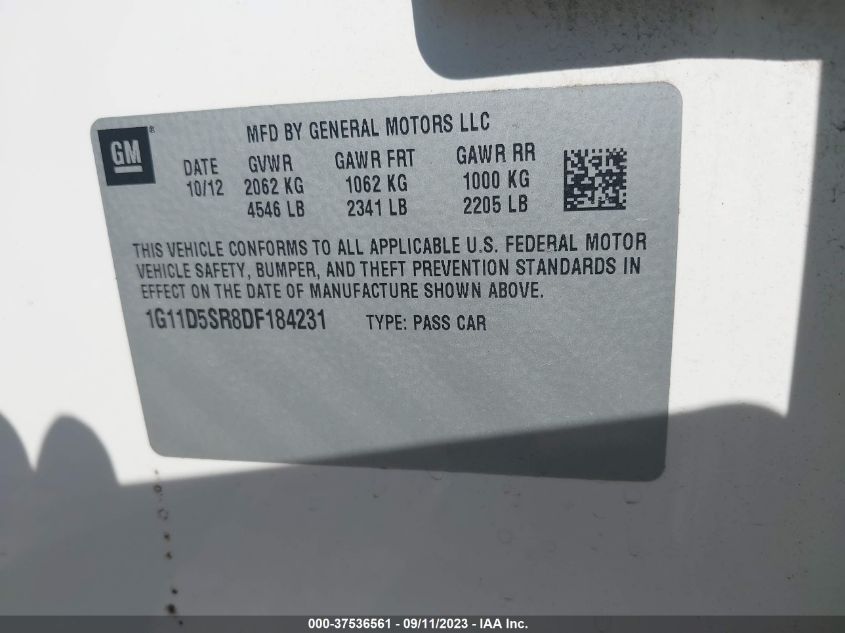 MFD BY GENERAL MOTORS LLC
GM®
DATE GVWR GAWR FRT GAWR RR
10/12 2062 KG 1062 KG 1000 KG
4546 LB 2341 LB 2205 LB
THIS VEHICLE CONFORMS TO ALL APPLICABLE U.S. FEDERAL MOTOR
VEHICLE SAFETY, BUMPER, AND THEFT PREVENTION STANDARDS IN
EFFECT ON THE DATE OF MANUFACTURE SHOWN ABOVE.
1G11D5SR8DF184231 TYPE: PASS CAR
000-37536561 - 09/11/2023 - IAA Inc.